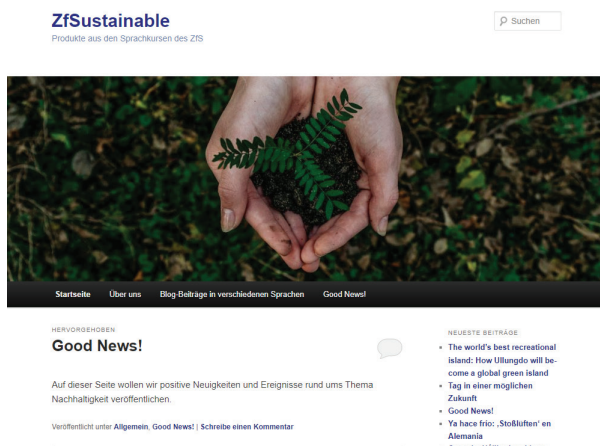 ZfSustainable
Produkte aus den Sprachkursen des ZfS
Suchen
Startseite Über uns Blog-Beiträge in verschiedenen Sprachen Good News!
HERVORGEHOBEN
Good News!
Auf dieser Seite wollen wir positive Neuigkeiten und Ereignisse rund ums Thema
Nachhaltigkeit veröffentlichen.
Veröffentlicht unter Allgemein, Good News! | Schreibe einen Kommentar
NEUESTE BEITRÄGE
The world's best recreational
island: How Ullungdo will be-
come a global green island
Tag in einer möglichen
Zukunft
Good News!
Ya hace frío: ‚Stoßlüften' en
Alemania